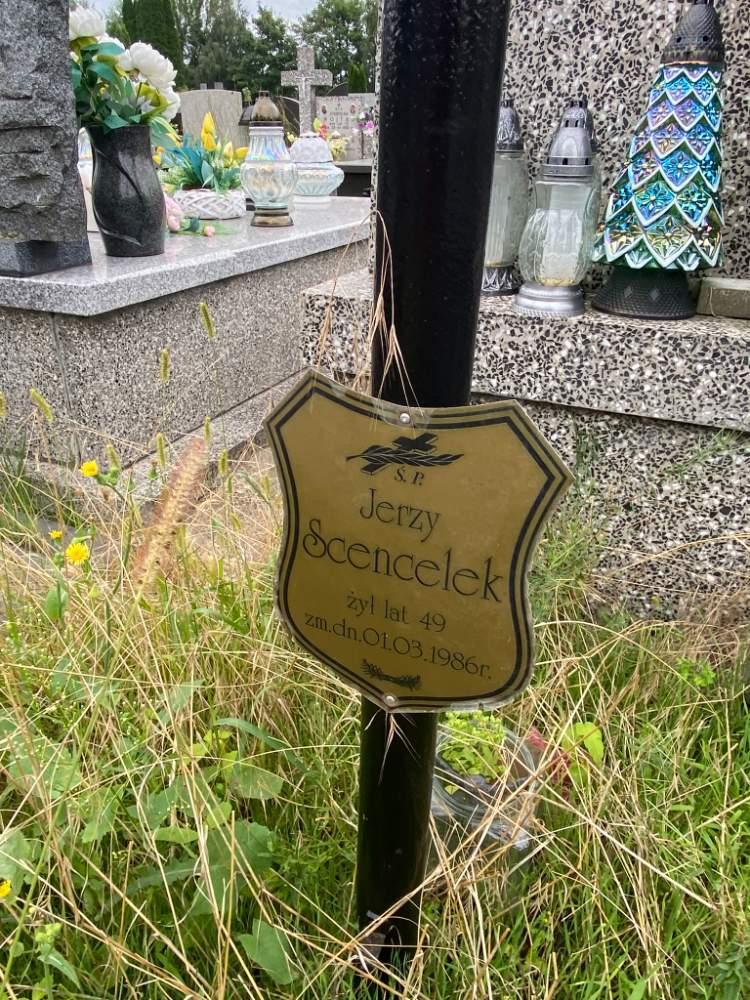 Ś. P.
Jerzy
Scencelek
żył lat 49
zm.dn.01.03.1986r.